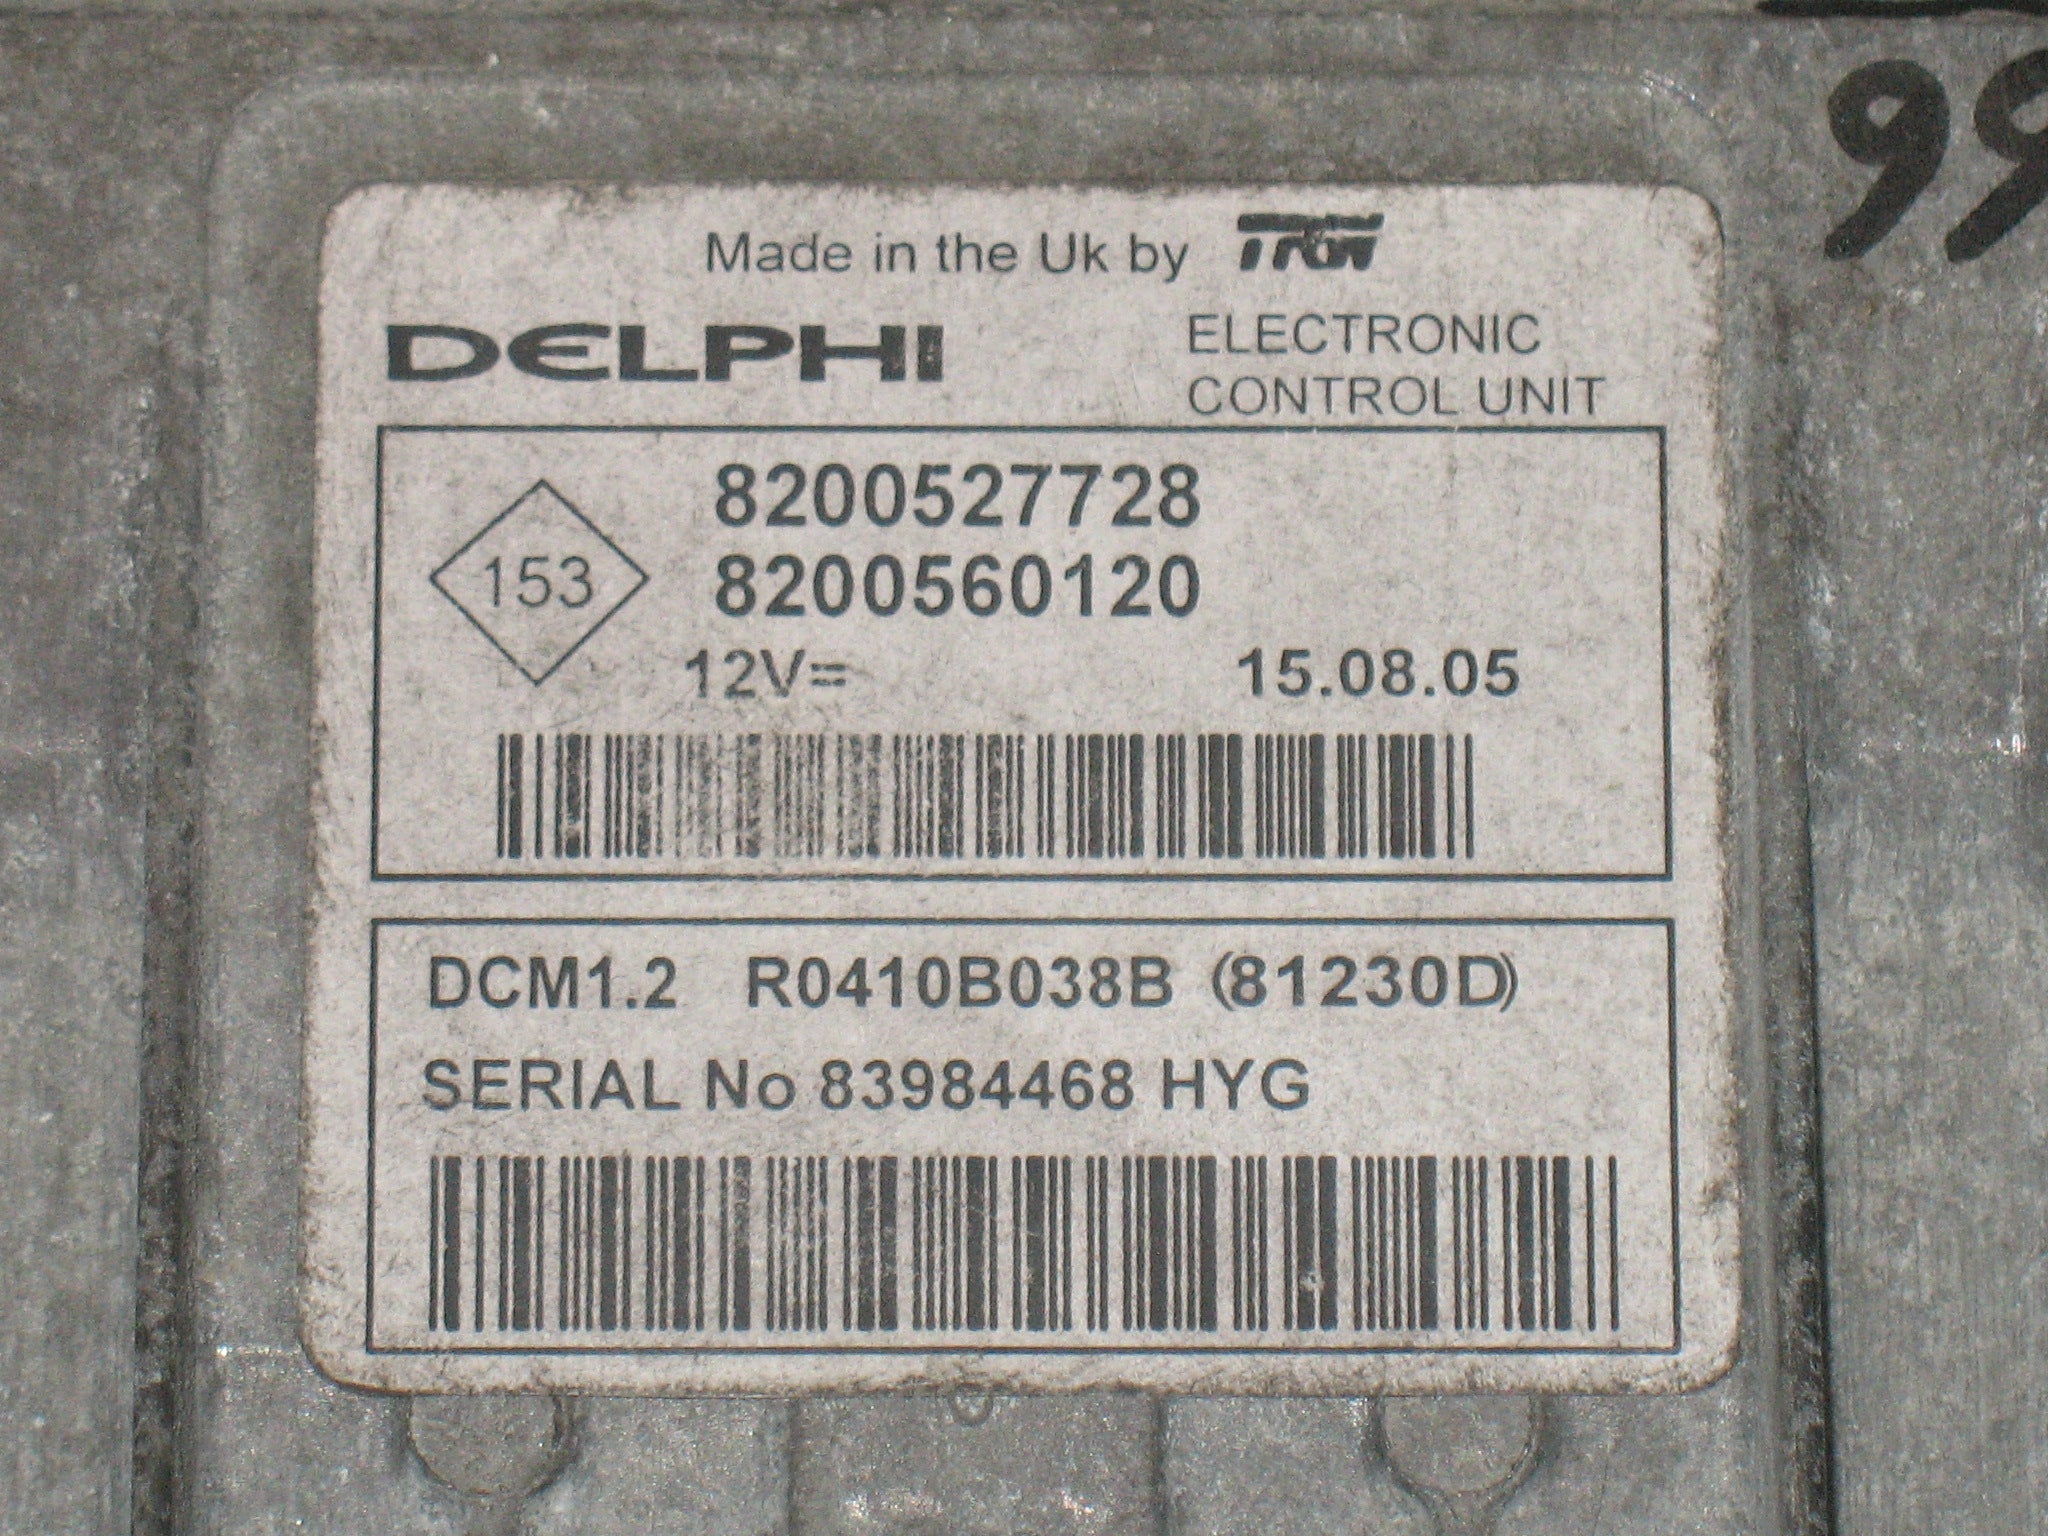 99
Made in the Uk by TRW
DELPHI
ELECTRONIC
CONTROL UNIT
153
8200527728
8200560120
12V= 15.08.05
DCM1.2 R0410B038B (81230D)
SERIAL No 83984468 HYG